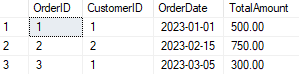 OrderID CustomerID OrderDate TotalAmount
1 1 1 2023-01-01 500.00
2 2 2 2023-02-15 750.00
3 3 1 2023-03-05 300.00